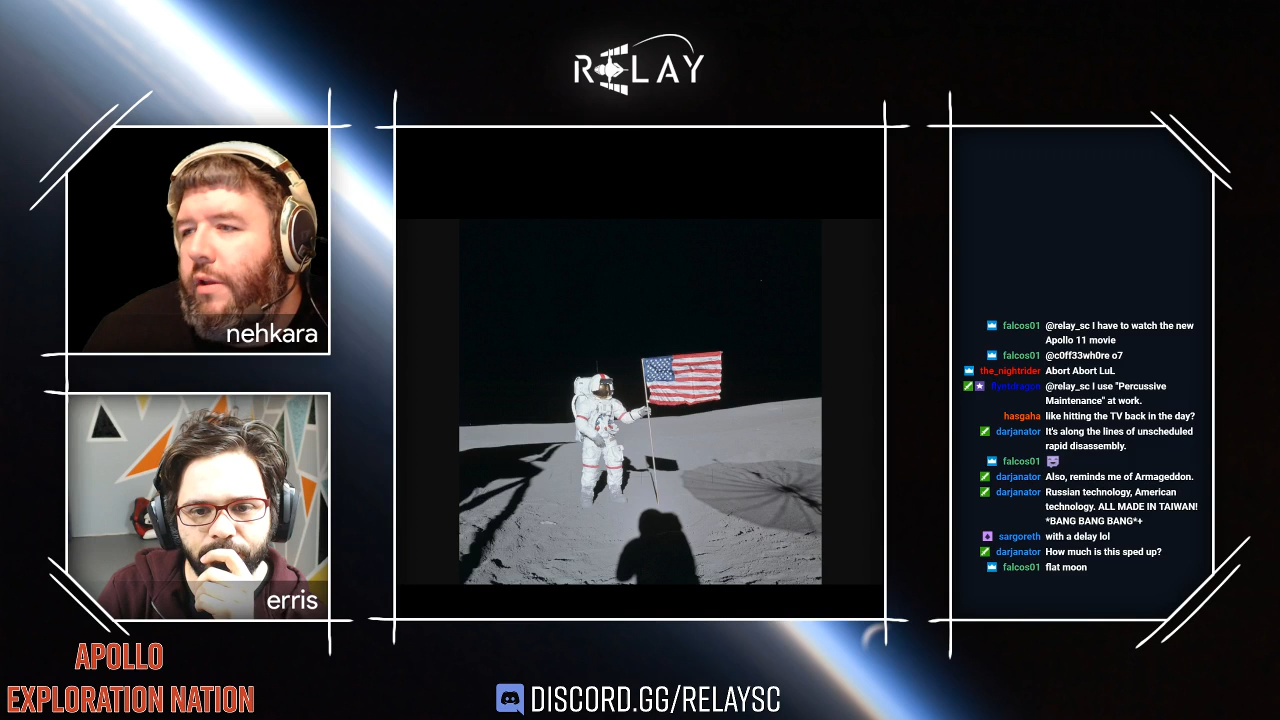 RELAY
nehkara
erris
APOLLO
EXPLORATION NATION
DISCORD.GG/RELAYSC
falcos01 @relay_sc I have to watch the new
Apollo 11 movie
falcos01 @c0ff33wh0re o7
the_nightrider Abort Abort LuL
@relay_sc I use "Percussive
Maintenance" at work.
hasgaha like hitting the TV back in the day?
darjanator It's along the lines of unscheduled
rapid disassembly.
falcos01
darjanator Also, reminds me of Armageddon.
darjanator Russian technology, American
technology. ALL MADE IN TAIWAN!
*BANG BANG BANG*+
sargoreth with a delay lol
darjanator How much is this sped up?
falcos01 flat moon